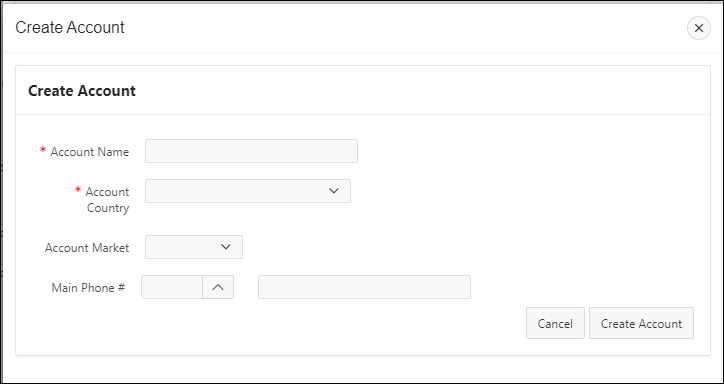 Create Account
Create Account
* Account Name
* Account
Country
Account Market
Main Phone #
Cancel
Create Account